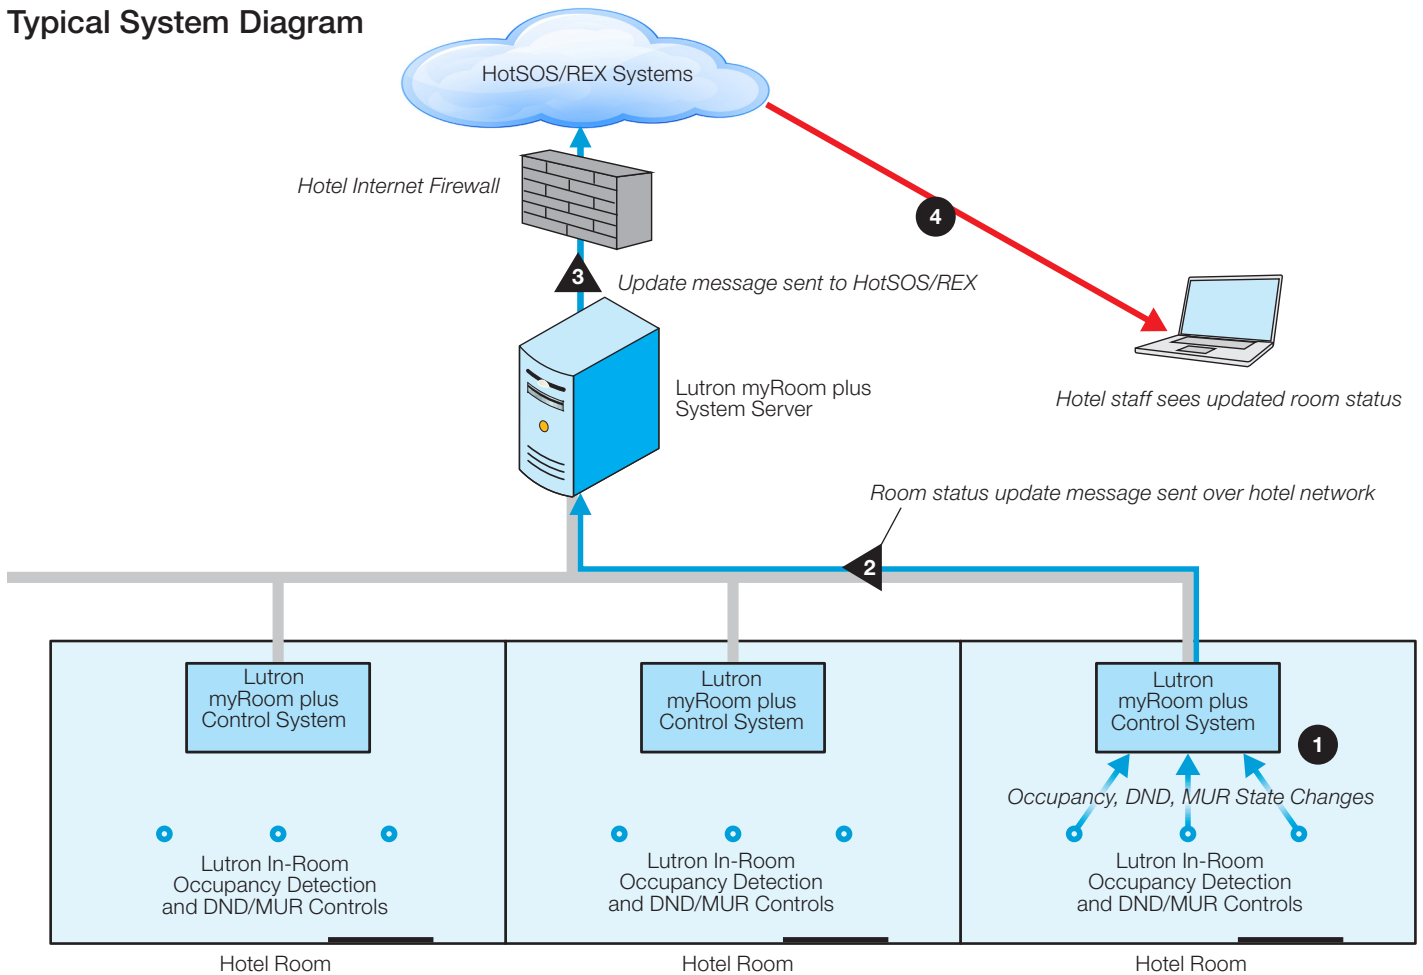 Typical System Diagram
HotSOS/REX Systems
Hotel Internet Firewall
4
3
Update message sent to HotSOS/REX
Lutron myRoom plus
System Server
Hotel staff sees updated room status
Room status update message sent over hotel network
2
Lutron
myRoom plus
Control System
Lutron In-Room
Occupancy Detection
and DND/MUR Controls
Hotel Room
Lutron
myRoom plus
Control System
Lutron In-Room
Occupancy Detection
and DND/MUR Controls
Hotel Room
Lutron
myRoom plus
Control System
1
Occupancy, DND, MUR State Changes
Lutron In-Room
Occupancy Detection
and DND/MUR Controls
Hotel Room